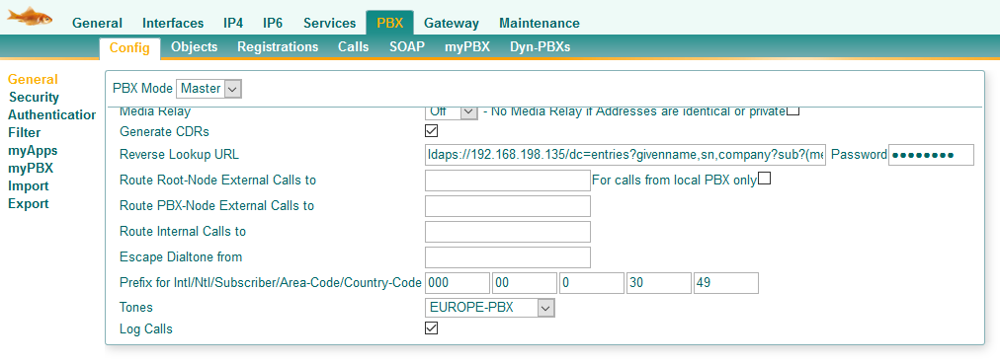 General Interfaces IP4 IP6 Services PBX Gateway Maintenance
Config Objects Registrations Calls SOAP myPBX Dyn-PBXs
General
Security
Authentication
Filter
myApps
myPBX
Import
Export
PBX Mode Master
Media Relay Off - No Media Relay if Addresses are identical or private
Generate CDRs
Reverse Lookup URL ldaps://192.168.198.135/dc=entries?givenname,sn,company?sub?(me Password ●●●●●●●●
Route Root-Node External Calls to For calls from local PBX only
Route PBX-Node External Calls to
Route Internal Calls to
Escape Dialtone from
Prefix for Intl/Ntl/Subscriber/Area-Code/Country-Code 000 00 0 30 49
Tones EUROPE-PBX
Log Calls